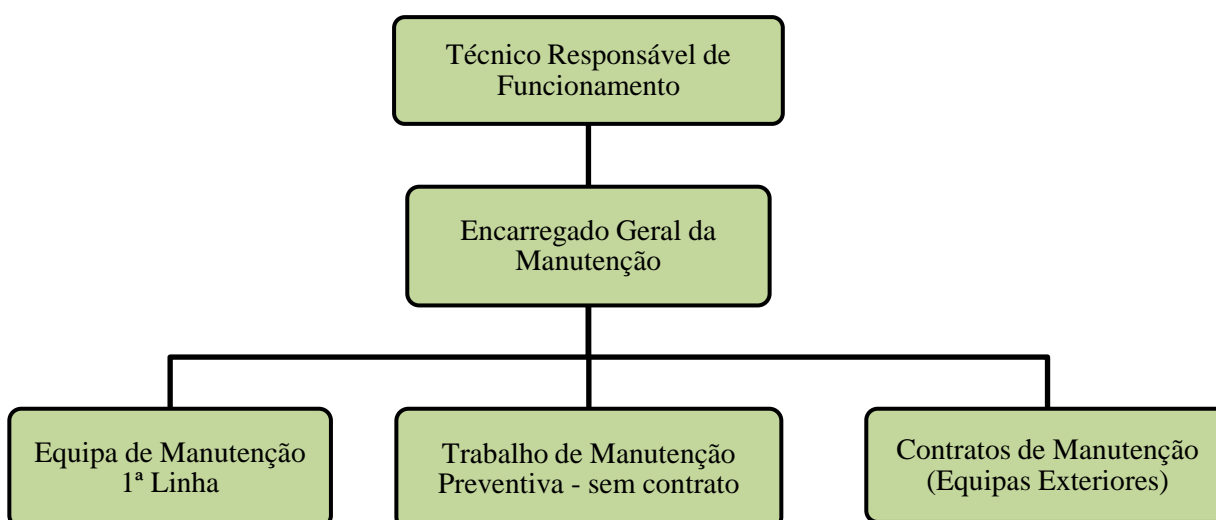 Técnico Responsável de
Funcionamento
Encarregado Geral da
Manutenção
Equipa de Manutenção
1ª Linha
Trabalho de Manutenção
Preventiva - sem contrato
Contratos de Manutenção
(Equipas Exteriores)